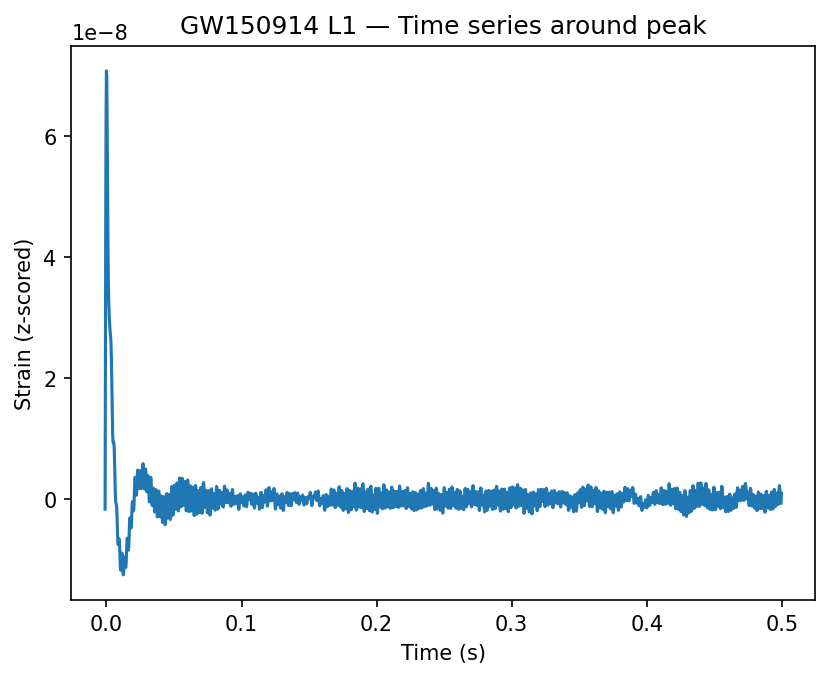 GW150914 L1 — Time series around peak
1e−8
Strain (z-scored)
6
4
2
0
0.0 0.1 0.2 0.3 0.4 0.5
Time (s)